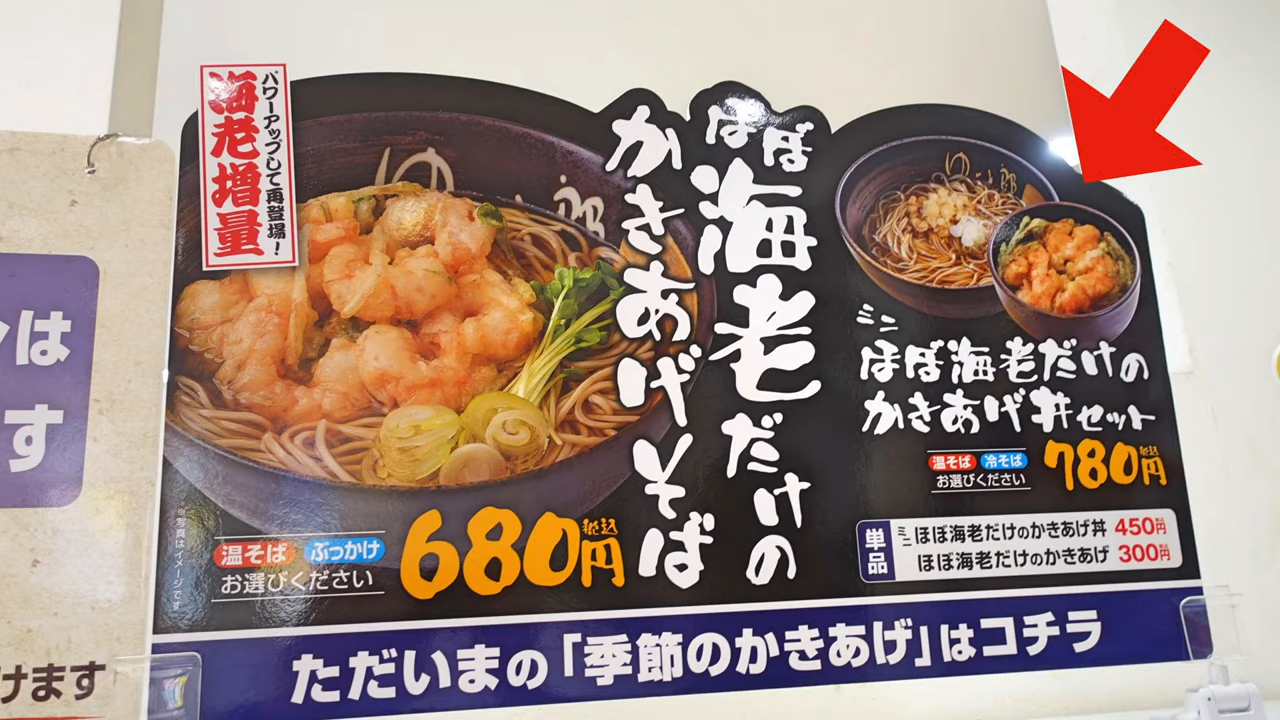 パワーアップして再登場！
海老増量
ほぼ海老だけの
かきあげそば
温そば ぶっかけ
お選びください
680円 税込
※写真はイメージです
ミニ
ほぼ海老だけの
かきあげ丼セット
温そば 冷そば
お選びください
780円 税込
単品
ミニ ほぼ海老だけのかきあげ丼 450円 税込
ほぼ海老だけのかきあげ 300円 税込
ただいまの「季節のかきあげ」はコチラ
は
す
けます